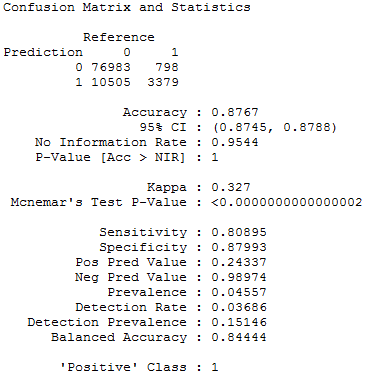 Confusion Matrix and Statistics
Reference
Prediction 0 1
0 76983 798
1 10505 3379
Accuracy : 0.8767
95% CI : (0.8745, 0.8788)
No Information Rate : 0.9544
P-Value [Acc > NIR] : 1
Kappa : 0.327
Mcnemar's Test P-Value : <0.0000000000000002
Sensitivity : 0.80895
Specificity : 0.87993
Pos Pred Value : 0.24337
Neg Pred Value : 0.98974
Prevalence : 0.04557
Detection Rate : 0.03686
Detection Prevalence : 0.15146
Balanced Accuracy : 0.84444
'Positive' Class : 1